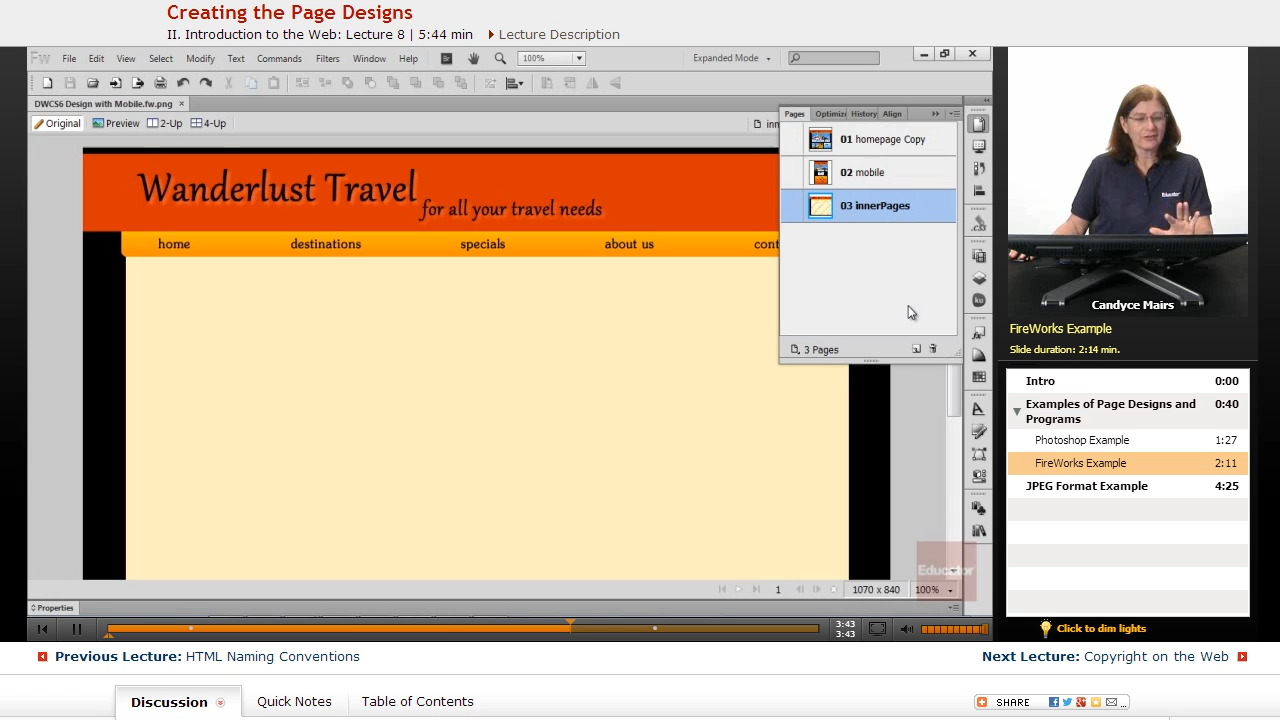 Creating the Page Designs
II. Introduction to the Web: Lecture 8 | 5:44 min
Lecture Description
Fw File Edit View Select Modify Text Commands Filters Window Help 100% Expanded Mode
DWCS6 Design with Mobile.fw.png
Original Preview 2-Up 4-Up
Pages History Align
01 homepage Copy
02 mobile
03 innerPages
3 Pages
Wanderlust Travel
for all your travel needs
home destinations specials about us
1 1070 x 840 100%
Properties
Educator
3:43
3:43
Candyce Mairs
FireWorks Example
Slide duration: 2:14 min.
Intro 0:00
Examples of Page Designs and 0:40
Programs
Photoshop Example 1:27
FireWorks Example 2:11
JPEG Format Example 4:25
Click to dim lights
Previous Lecture: HTML Naming Conventions
Next Lecture: Copyright on the Web
Discussion Quick Notes Table of Contents
SHARE